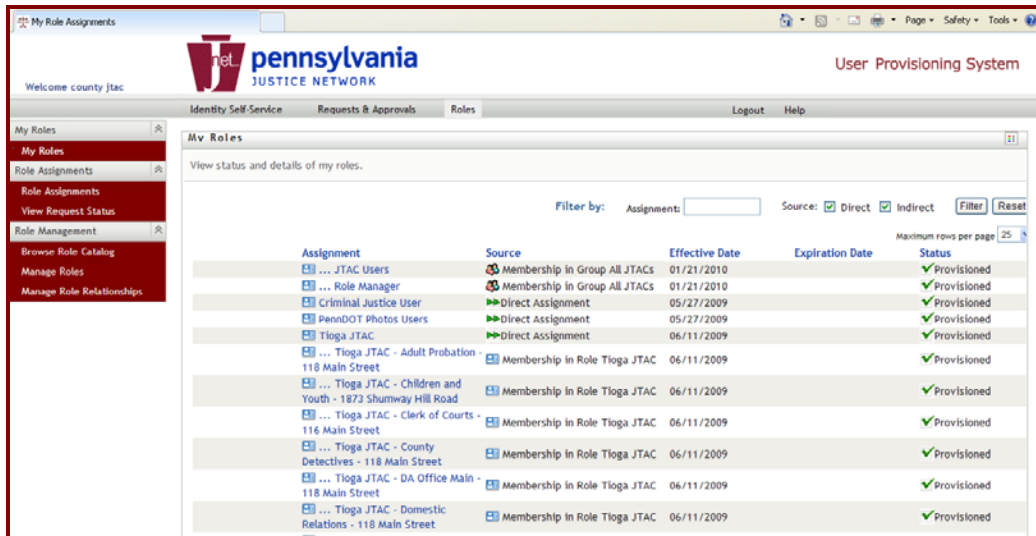 My Role Assignments
Page Safety Tools
Welcome county jtac
jnet
pennsylvania
JUSTICE NETWORK
User Provisioning System
Identity Self-Service Requests & Approvals Roles Logout Help
My Roles
My Roles
Role Assignments
Role Assignments
View Request Status
Role Management
Browse Role Catalog
Manage Roles
Manage Role Relationships
My Roles
View status and details of my roles.
Filter by: Assignment: Source: Direct Indirect Filter Reset
Maximum rows per page 25
Assignment Source Effective Date Expiration Date Status
... JTAC Users Membership in Group All JTACs 01/21/2010 Provisioned
... Role Manager Membership in Group All JTACs 01/21/2010 Provisioned
Criminal Justice User Direct Assignment 05/27/2009 Provisioned
PennDOT Photos Users Direct Assignment 05/27/2009 Provisioned
Tioga JTAC Direct Assignment 06/11/2009 Provisioned
... Tioga JTAC - Adult Probation -
118 Main Street Membership in Role Tioga JTAC 06/11/2009 Provisioned
... Tioga JTAC - Children and
Youth - 1873 Shumway Hill Road Membership in Role Tioga JTAC 06/11/2009 Provisioned
... Tioga JTAC - Clerk of Courts -
116 Main Street Membership in Role Tioga JTAC 06/11/2009 Provisioned
... Tioga JTAC - County
Detectives - 118 Main Street Membership in Role Tioga JTAC 06/11/2009 Provisioned
... Tioga JTAC - DA Office Main -
118 Main Street Membership in Role Tioga JTAC 06/11/2009 Provisioned
... Tioga JTAC - Domestic
Relations - 118 Main Street Membership in Role Tioga JTAC 06/11/2009 Provisioned